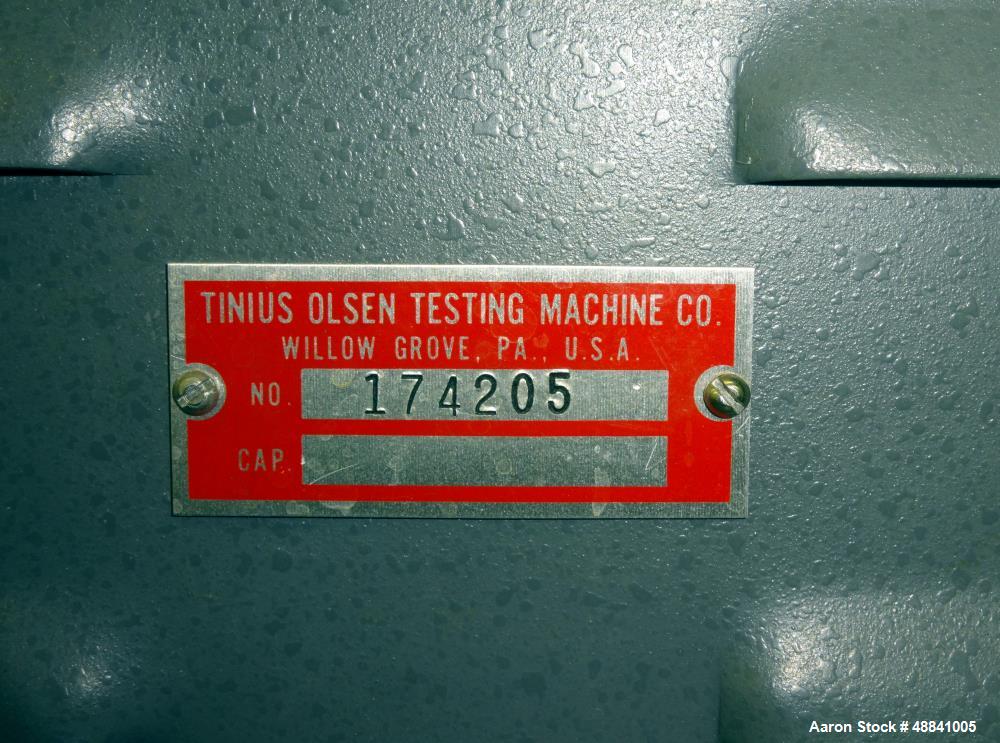 TINIUS OLSEN TESTING MACHINE CO.
WILLOW GROVE, PA., U.S.A.
NO. 174205
CAP.
Aaron Stock # 48841005